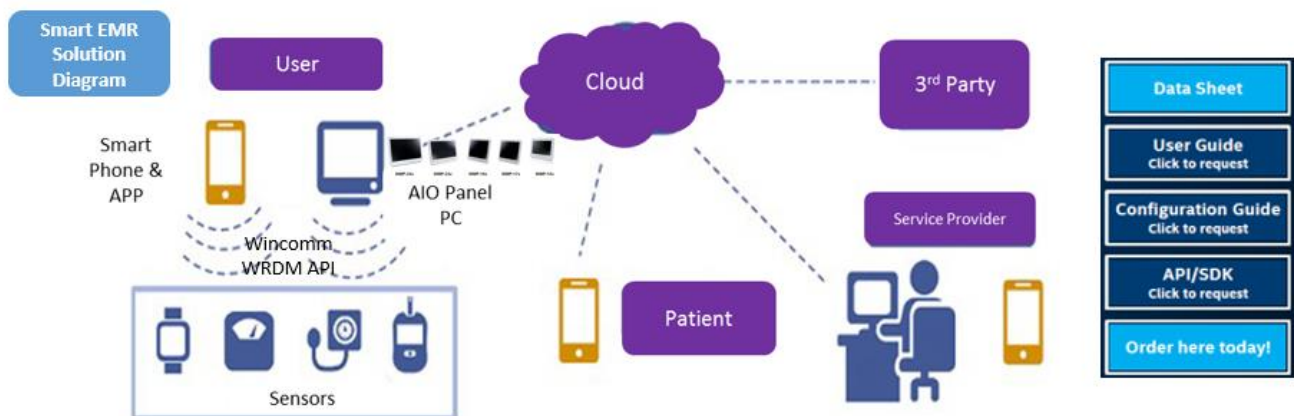 Smart EMR
Solution
Diagram
User
Cloud
3rd Party
Smart
Phone &
APP
AIO Panel
PC
Wincomm
WRDM API
Sensors
Patient
Service Provider
Data Sheet
User Guide
Click to request
Configuration Guide
Click to request
API/SDK
Click to request
Order here today!